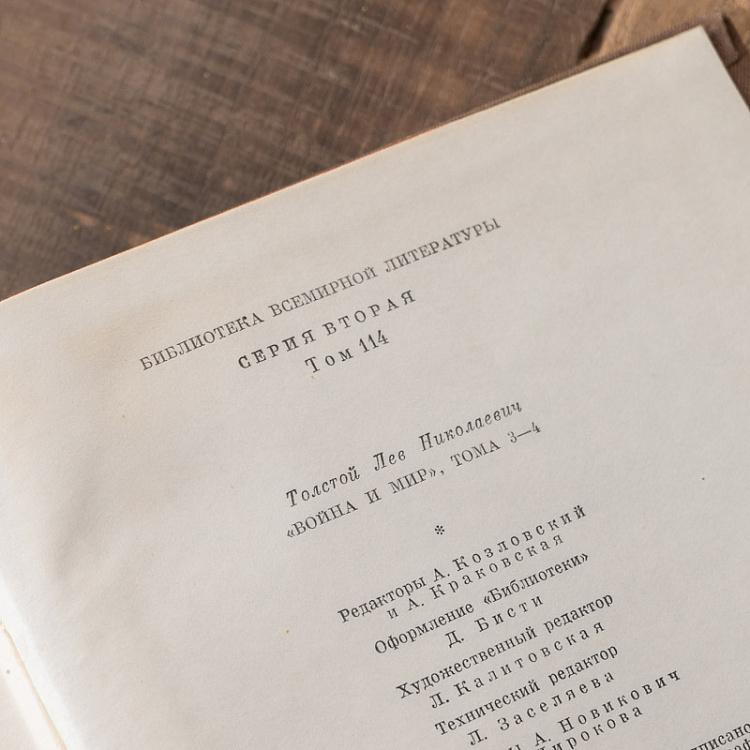 БИБЛИОТЕКА ВСЕМИРНОЙ ЛИТЕРАТУРЫ
СЕРИЯ ВТОРАЯ
Том 114
Толстой Лев Николаевич
«ВОЙНА И МИР», ТОМА 3—4
*
Редакторы А. Козловский
и А. Краковская
Оформление «Библиотеки»
Д. Бисти
Художественный редактор
Л. Калитовская
Технический редактор
Л. Заселяева
А. Новикович